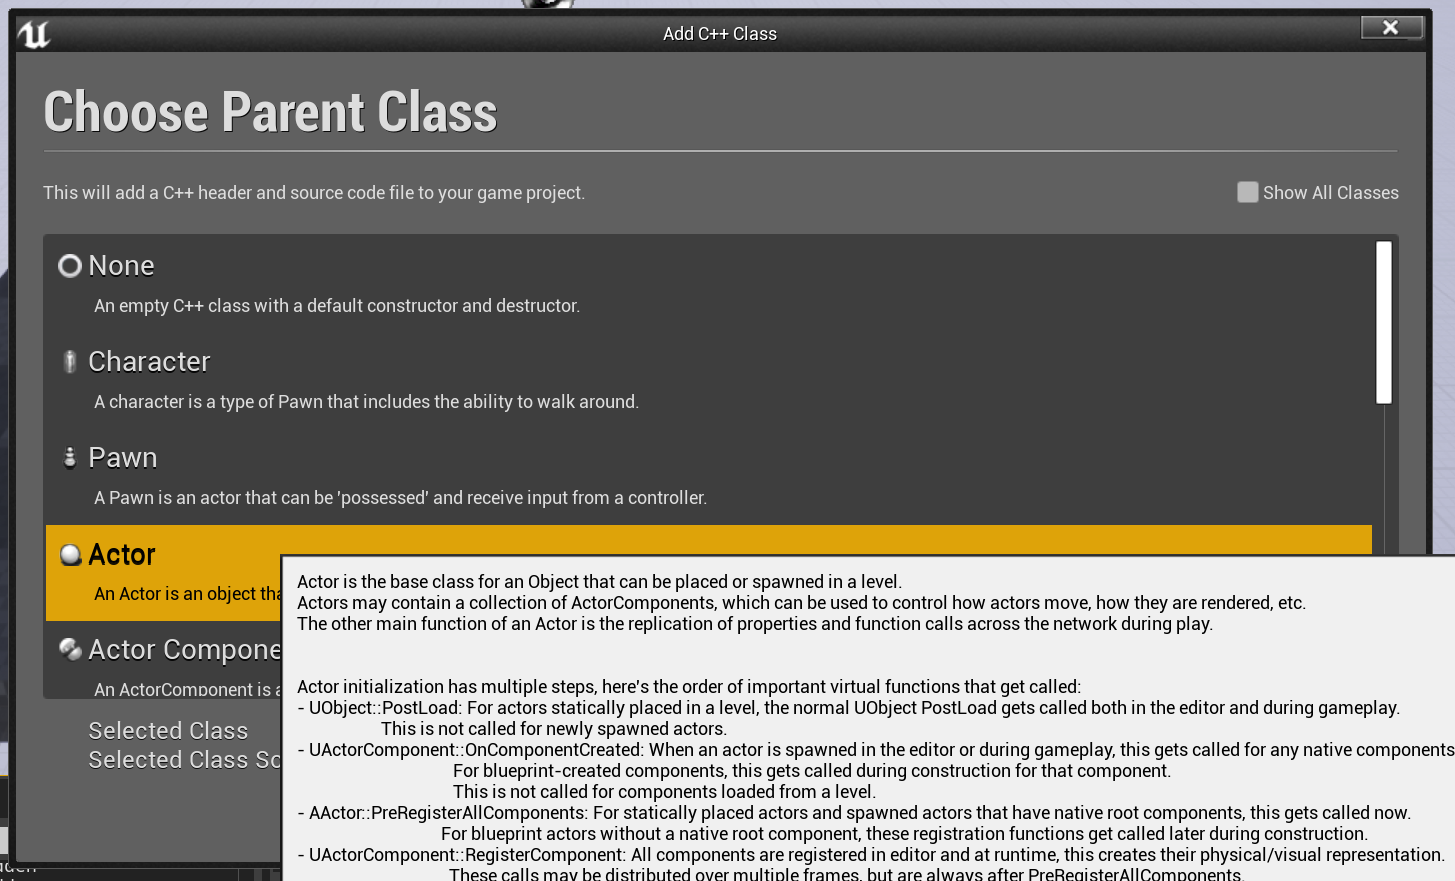 Add C++ Class
Choose Parent Class
This will add a C++ header and source code file to your game project.
Show All Classes
None
An empty C++ class with a default constructor and destructor.
Character
A character is a type of Pawn that includes the ability to walk around.
Pawn
A Pawn is an actor that can be 'possessed' and receive input from a controller.
Actor
An Actor is an object
Actor
An ActorComponent is a
Selected Class
Selected Class
Actor is the base class for an Object that can be placed or spawned in a level.
Actors may contain a collection of ActorComponents, which can be used to control how actors move, how they are rendered, etc.
The other main function of an Actor is the replication of properties and function calls across the network during play.
Actor initialization has multiple steps, here's the order of important virtual functions that get called:
- UObject::PostLoad: For actors statically placed in a level, the normal UObject PostLoad gets called both in the editor and during gameplay.
This is not called for newly spawned actors.
- UActorComponent::OnComponentCreated: When an actor is spawned in the editor or during gameplay, this gets called for any native components
For blueprint-created components, this gets called during construction for that component.
This is not called for components loaded from a level.
- AActor::PreRegisterAllComponents: For statically placed actors and spawned actors that have native root components, this gets called now.
For blueprint actors without a native root component, these registration functions get called later during construction.
- UActorComponent::RegisterComponent: All components are registered in editor and at runtime, this creates their physical/visual representation.
These calls may be distributed over multiple frames, but are always after PreRegisterAllComponents.